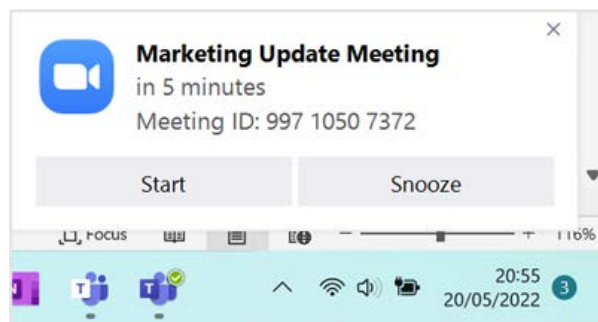 Marketing Update Meeting
in 5 minutes
Meeting ID: 997 1050 7372
Start Snooze
Focus 116%
N T T 20:55 3
20/05/2022